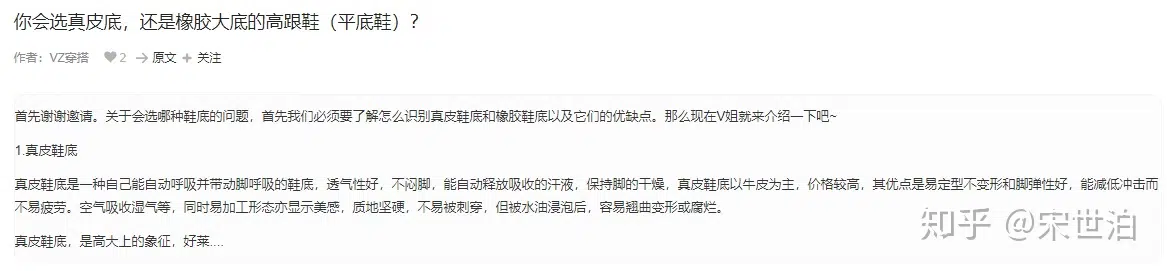 你会选真皮底，还是橡胶大底的高跟鞋（平底鞋）？
作者：VZ穿搭 2 原文 关注
首先谢谢邀请。关于会选哪种鞋底的问题，首先我们必须要了解怎么识别真皮鞋底和橡胶鞋底以及它们的优缺点。那么现在V姐就来介绍一下吧~
1.真皮鞋底
真皮鞋底是一种自己能自动呼吸并带动脚呼吸的鞋底，透气性好，不闷脚，能自动释放吸收的汗液，保持脚的干燥，真皮鞋底以牛皮为主，价格较高，其优点是易定型不变形和脚弹性好，能减低冲击而
不易疲劳。空气吸收湿气等，同时易加工形态亦显示美感，质地坚硬，不易被刺穿，但被水油浸泡后，容易翘曲变形或腐烂。
真皮鞋底，是高大上的象征，好莱....
知乎 @宋世泊